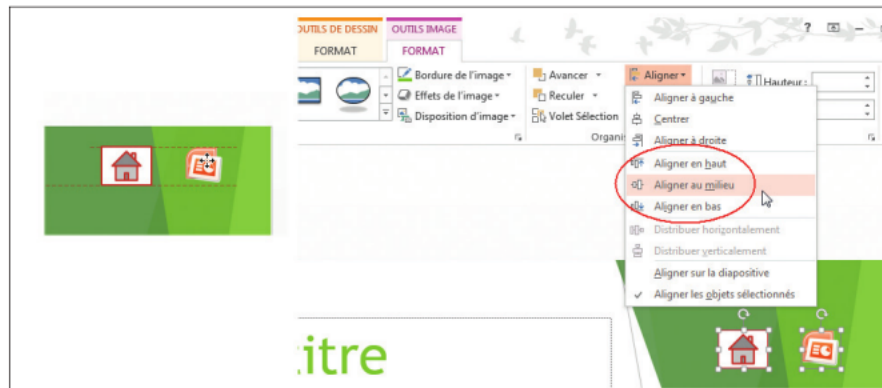 OUTILS DE DESSIN OUTILS IMAGE
FORMAT FORMAT
?
Bordure de l'image
Effets de l'image
Disposition d'image
Avancer
Reculer
Volet Sélection
Organis
Aligner
Hauteur :
Aligner à gauche
Centrer
Aligner à droite
Aligner en haut
Aligner au milieu
Aligner en bas
Distribuer horizontalement
Distribuer verticalement
Aligner sur la diapositive
Aligner les objets sélectionnés
itre